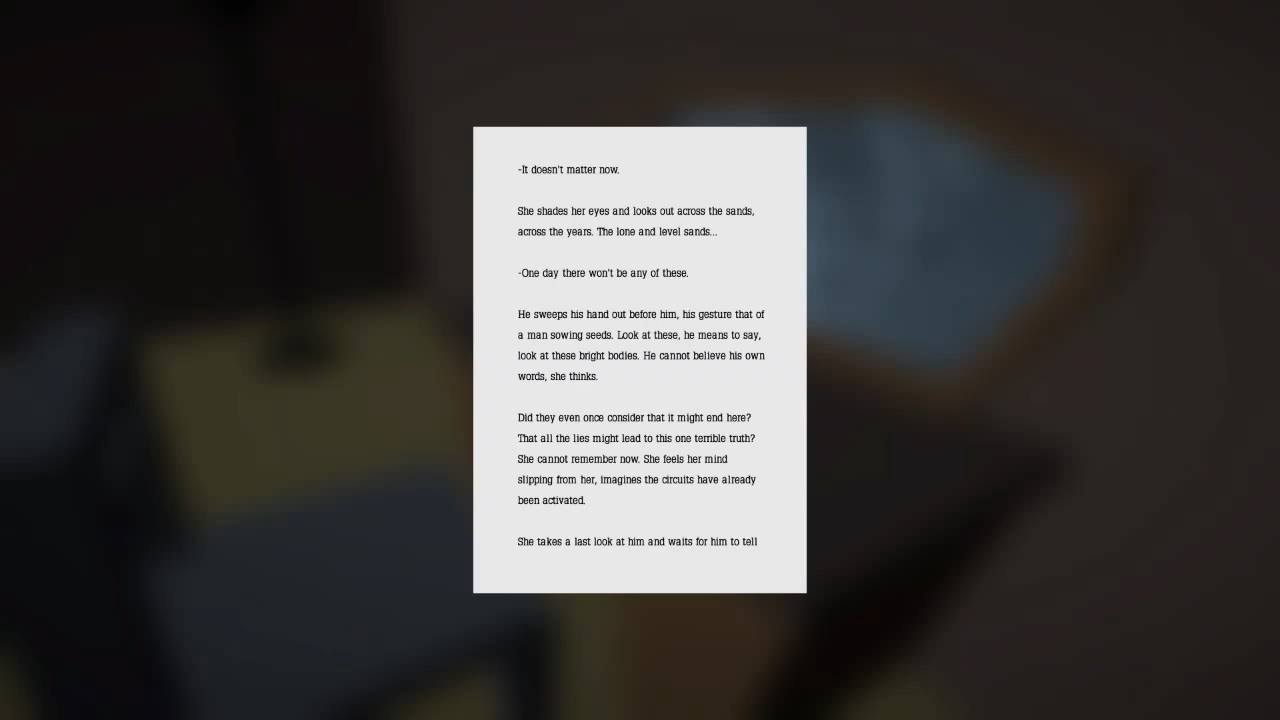 -It doesn't matter now.
She shades her eyes and looks out across the sands,
across the years. The lone and level sands...
-One day there won't be any of these.
He sweeps his hand out before him, his gesture that of
a man sowing seeds. Look at these, he means to say,
look at these bright bodies. He cannot believe his own
words, she thinks.
Did they even once consider that it might end here?
That all the lies might lead to this one terrible truth?
She cannot remember now. She feels her mind
slipping from her, imagines the circuits have already
been activated.
She takes a last look at him and waits for him to tell